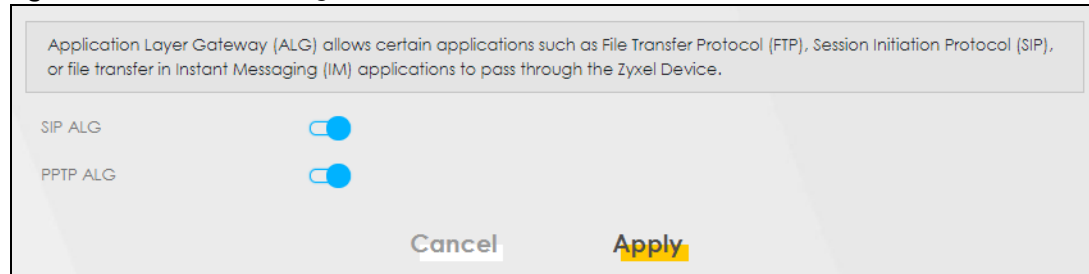 Application Layer Gateway (ALG) allows certain applications such as File Transfer Protocol (FTP), Session Initiation Protocol (SIP),
or file transfer in Instant Messaging (IM) applications to pass through the Zyxel Device.
SIP ALG
PPTP ALG
Cancel Apply